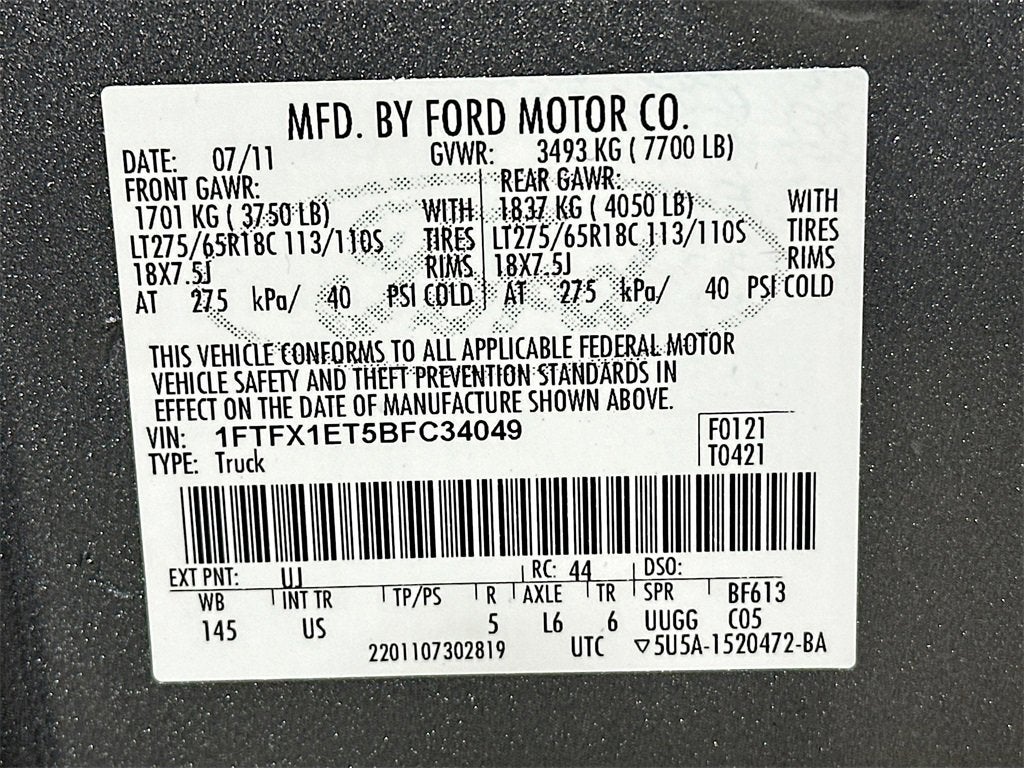 MFD. BY FORD MOTOR CO.
DATE: 07/11 GVWR: 3493 KG ( 7700 LB)
FRONT GAWR: REAR GAWR:
1701 KG ( 3750 LB) WITH 1837 KG ( 4050 LB) WITH
LT275/65R18C 113/110S TIRES LT275/65R18C 113/110S TIRES
18X7.5J RIMS 18X7.5J RIMS
AT 275 kPa/ 40 PSI COLD AT 275 kPa/ 40 PSI COLD
THIS VEHICLE CONFORMS TO ALL APPLICABLE FEDERAL MOTOR
VEHICLE SAFETY AND THEFT PREVENTION STANDARDS IN
EFFECT ON THE DATE OF MANUFACTURE SHOWN ABOVE.
VIN: 1FTFX1ET5BFC34049 F0121
TYPE: Truck T0421
EXT PNT: UJ RC: 44 DSO:
WB INT TR TP/PS R AXLE TR SPR BF613
145 US 5 L6 6 UUGG C05
2201107302819 UTC ▽5U5A-1520472-BA